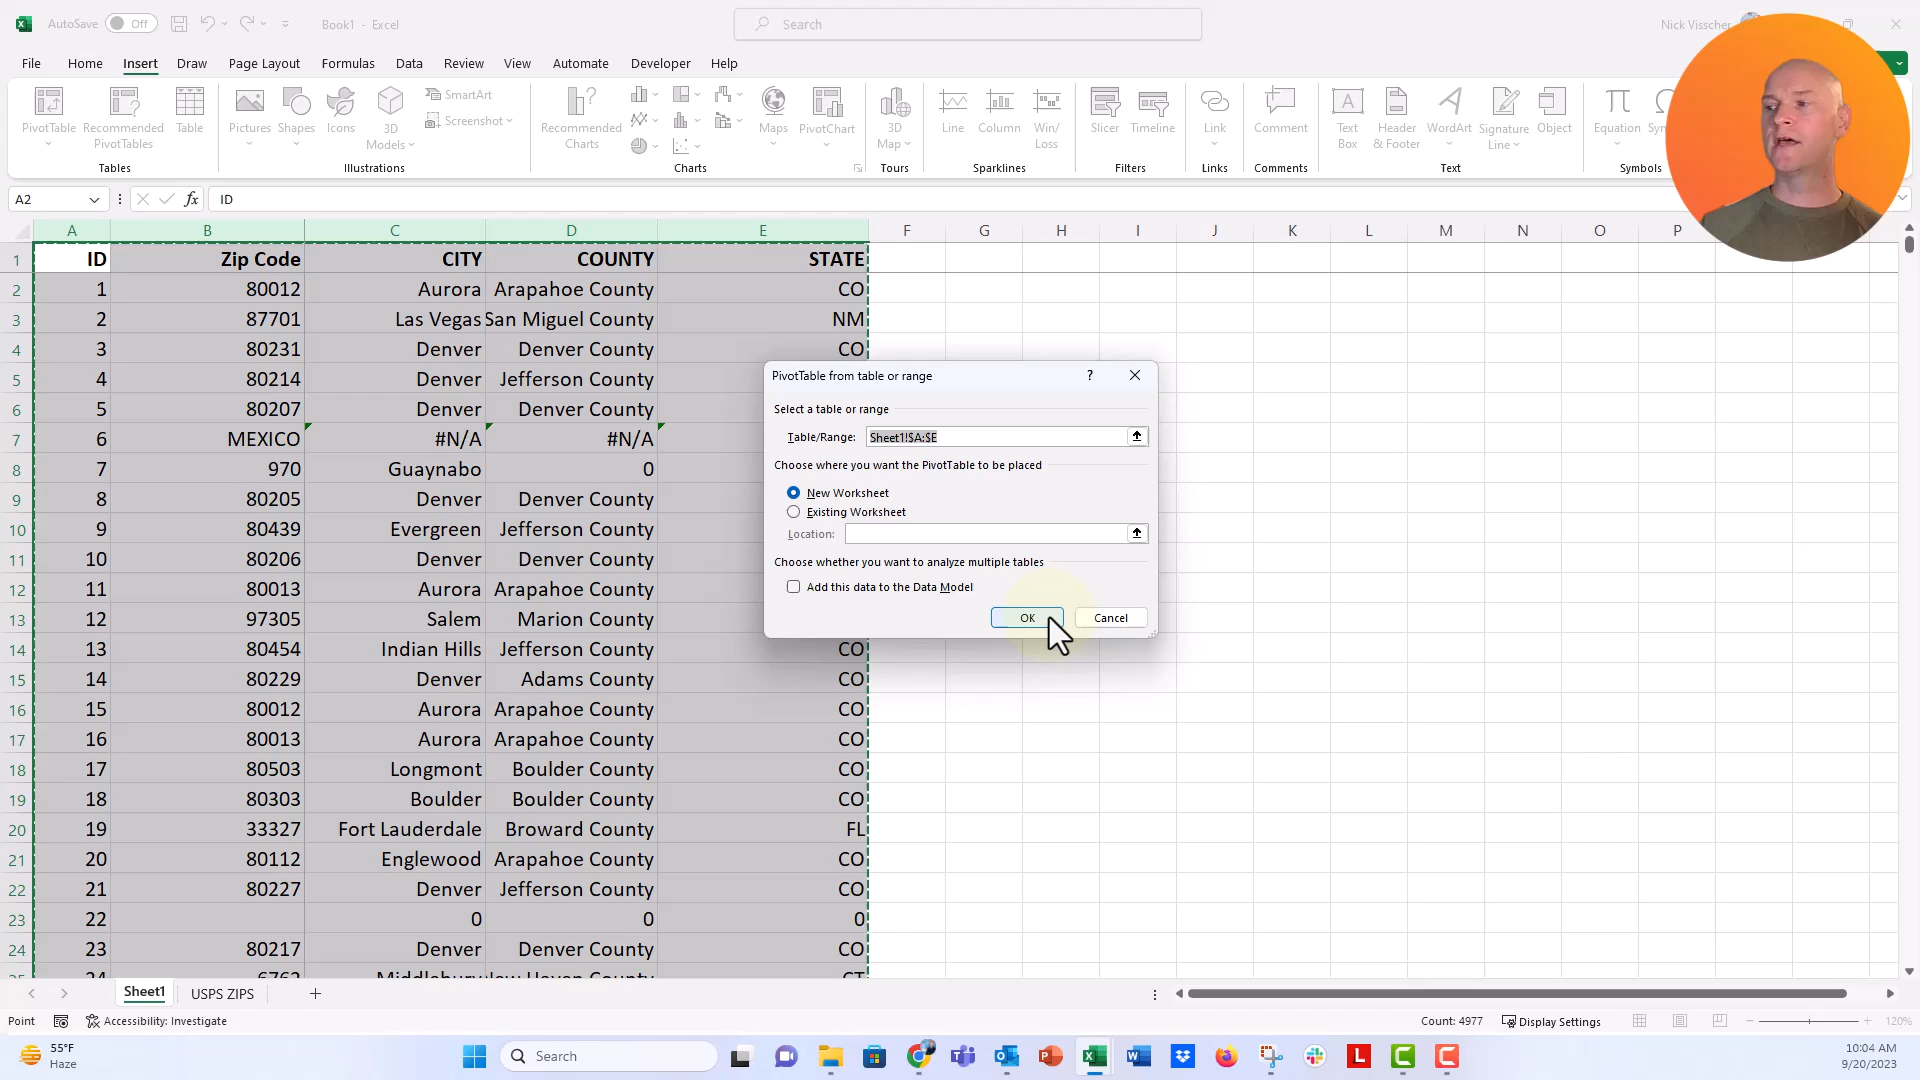 AutoSave Off Book1 - Excel Search Nick Visscher
File Home Insert Draw Page Layout Formulas Data Review View Automate Developer Help
PivotTable Recommended PivotTables Table
Tables
Pictures Shapes Icons 3D Models SmartArt Screenshot
Illustrations
Recommended Charts Maps PivotChart
Charts
3D Map
Tours
Line Column Win/Loss
Sparklines
Slicer Timeline
Filters
Link
Links
Comment
Comments
Text Box Header & Footer WordArt Signature Line Object
Text
Equation
Symbols
A2 fx ID
A B C D E F G H I J K L M N O P
1 ID Zip Code CITY COUNTY STATE
2 1 80012 Aurora Arapahoe County CO
3 2 87701 Las Vegas San Miguel County NM
4 3 80231 Denver Denver County CO
5 4 80214 Denver Jefferson County
6 5 80207 Denver Denver County
7 6 MEXICO #N/A #N/A
8 7 970 Guaynabo 0
9 8 80205 Denver Denver County
10 9 80439 Evergreen Jefferson County
11 10 80206 Denver Denver County
12 11 80013 Aurora Arapahoe County
13 12 97305 Salem Marion County
14 13 80454 Indian Hills Jefferson County CO
15 14 80229 Denver Adams County CO
16 15 80012 Aurora Arapahoe County CO
17 16 80013 Aurora Arapahoe County CO
18 17 80503 Longmont Boulder County CO
19 18 80303 Boulder Boulder County CO
20 19 33327 Fort Lauderdale Broward County FL
21 20 80112 Englewood Arapahoe County CO
22 21 80227 Denver Jefferson County CO
23 22 0 0 0
24 23 80217 Denver Denver County CO
PivotTable from table or range ?
Select a table or range
Table/Range: Sheet1!$A:$E
Choose where you want the PivotTable to be placed
New Worksheet
Existing Worksheet
Location:
Choose whether you want to analyze multiple tables
Add this data to the Data Model
OK Cancel
Sheet1 USPS ZIPS
Point Accessibility: Investigate Count: 4977 Display Settings 120%
55°F
Haze
Search
10:04 AM
9/20/2023